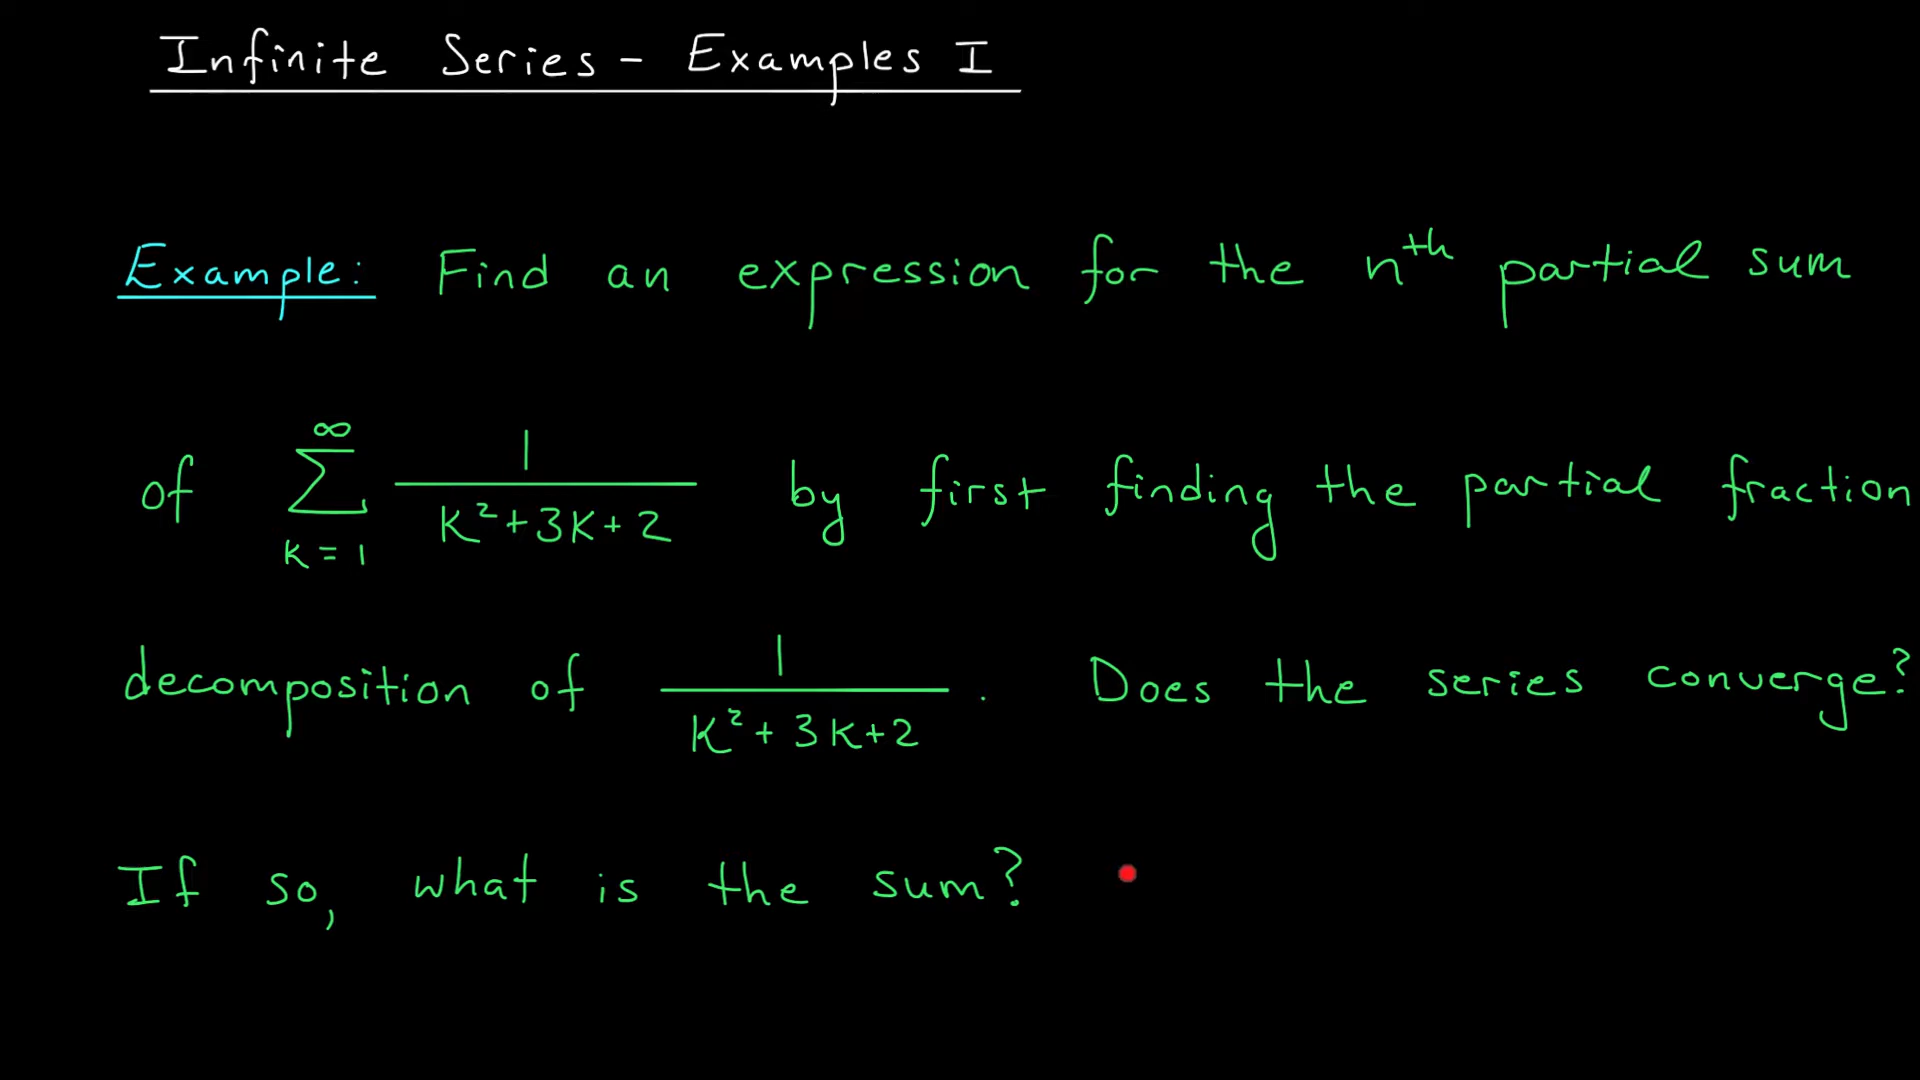 Infinite Series - Examples I
Example: Find an expression for the n^th partial sum
of ∑_{k=1}^{∞} 1/(k²+3k+2) by first finding the partial fraction
decomposition of 1/(k²+3k+2). Does the series converge?
If so, what is the sum?